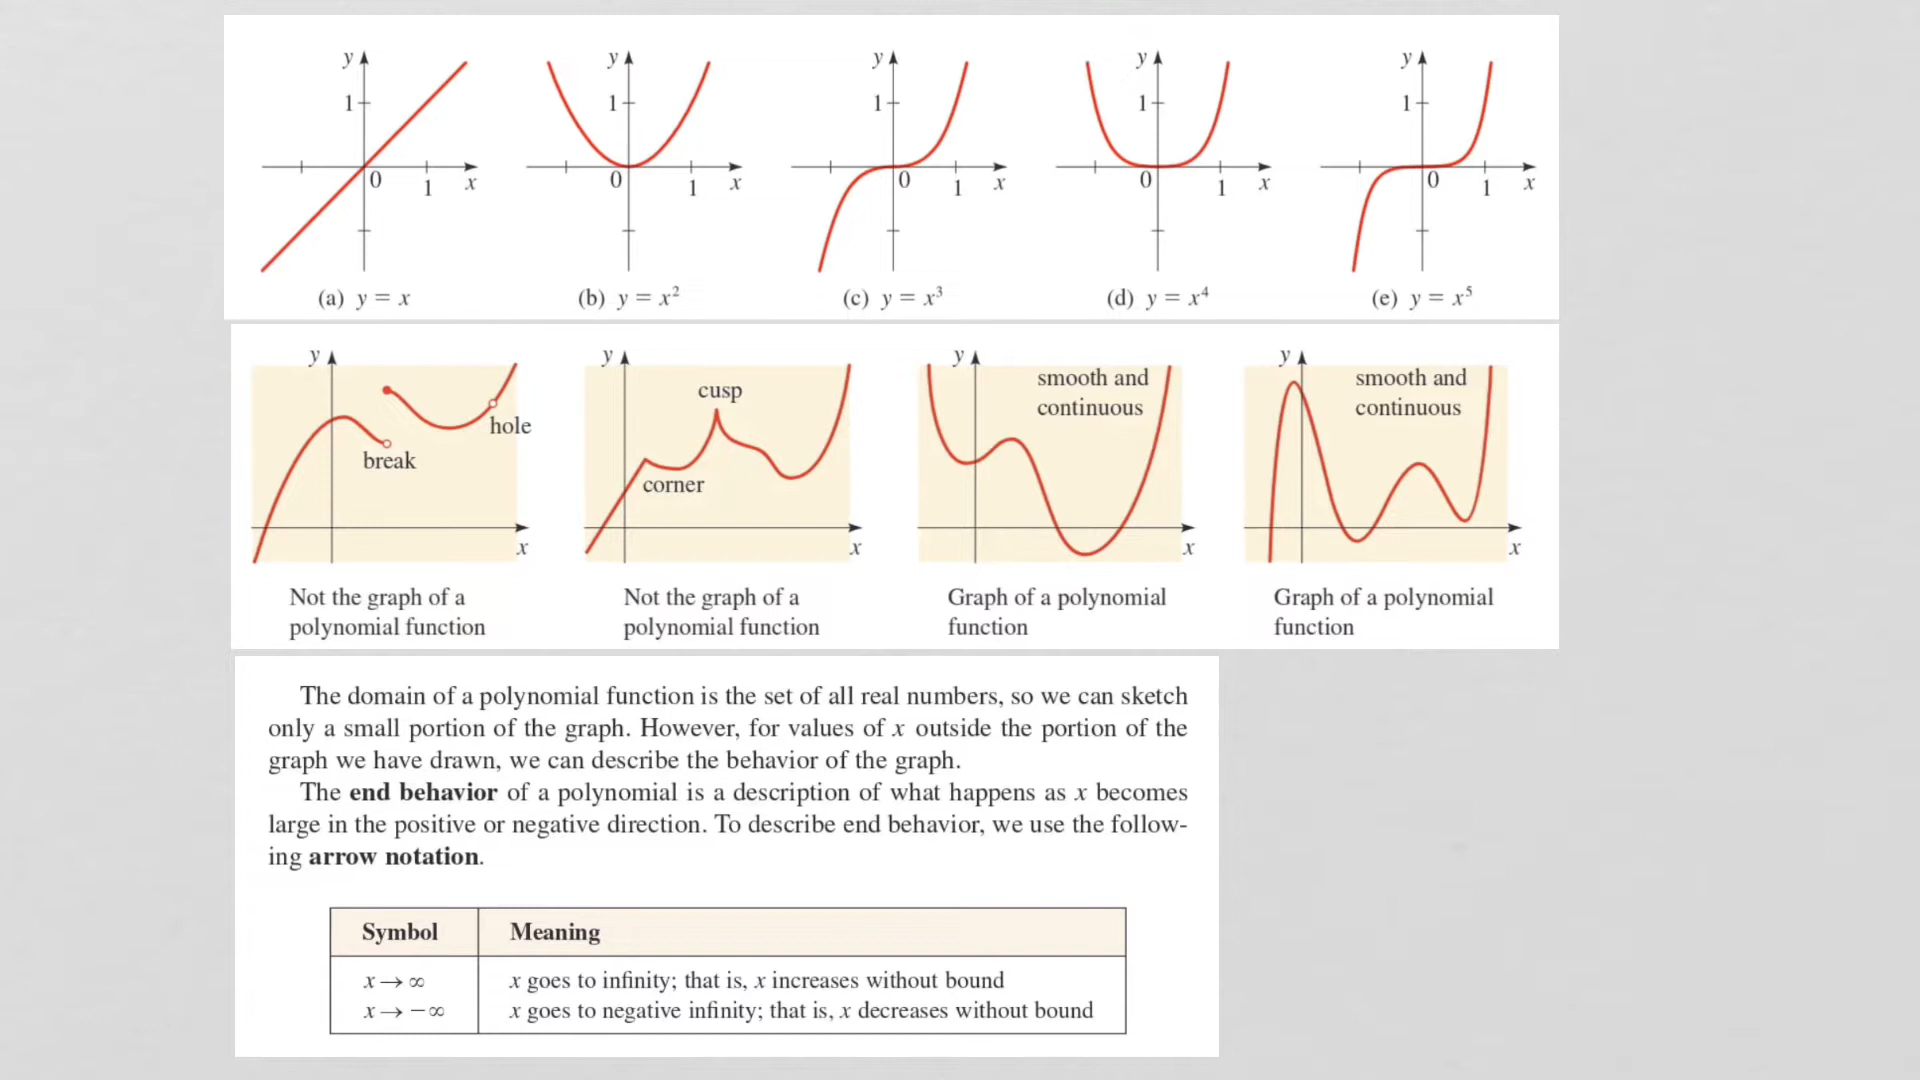 y y y y y
1 1 1 1 1
0 1 x 0 1 x 0 1 x 0 1 x 0 1 x
(a) y = x (b) y = x² (c) y = x³ (d) y = x⁴ (e) y = x⁵
y y y y
break
hole
x
cusp
corner
x
smooth and
continuous
x
smooth and
continuous
x
Not the graph of a
polynomial function
Not the graph of a
polynomial function
Graph of a polynomial
function
Graph of a polynomial
function
The domain of a polynomial function is the set of all real numbers, so we can sketch
only a small portion of the graph. However, for values of x outside the portion of the
graph we have drawn, we can describe the behavior of the graph.
The end behavior of a polynomial is a description of what happens as x becomes
large in the positive or negative direction. To describe end behavior, we use the follow-
ing arrow notation.
Symbol Meaning
x → ∞ x goes to infinity; that is, x increases without bound
x → −∞ x goes to negative infinity; that is, x decreases without bound